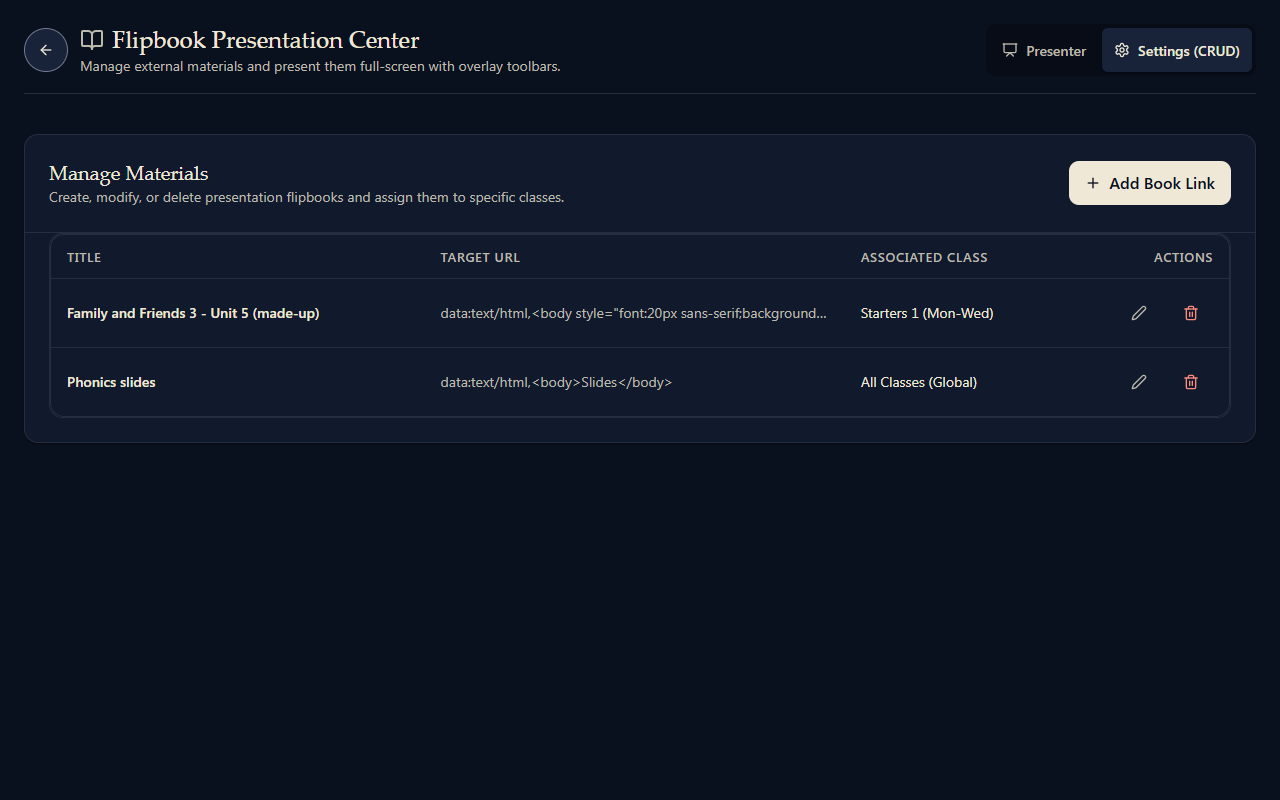 Flipbook Presentation Center
Manage external materials and present them full-screen with overlay toolbars.
Presenter
Settings (CRUD)
Manage Materials
Create, modify, or delete presentation flipbooks and assign them to specific classes.
Add Book Link
TITLE TARGET URL ASSOCIATED CLASS ACTIONS
Family and Friends 3 - Unit 5 (made-up) data:text/html,<body style="font:20px sans-serif;background... Starters 1 (Mon-Wed)
Phonics slides data:text/html,<body>Slides</body> All Classes (Global)